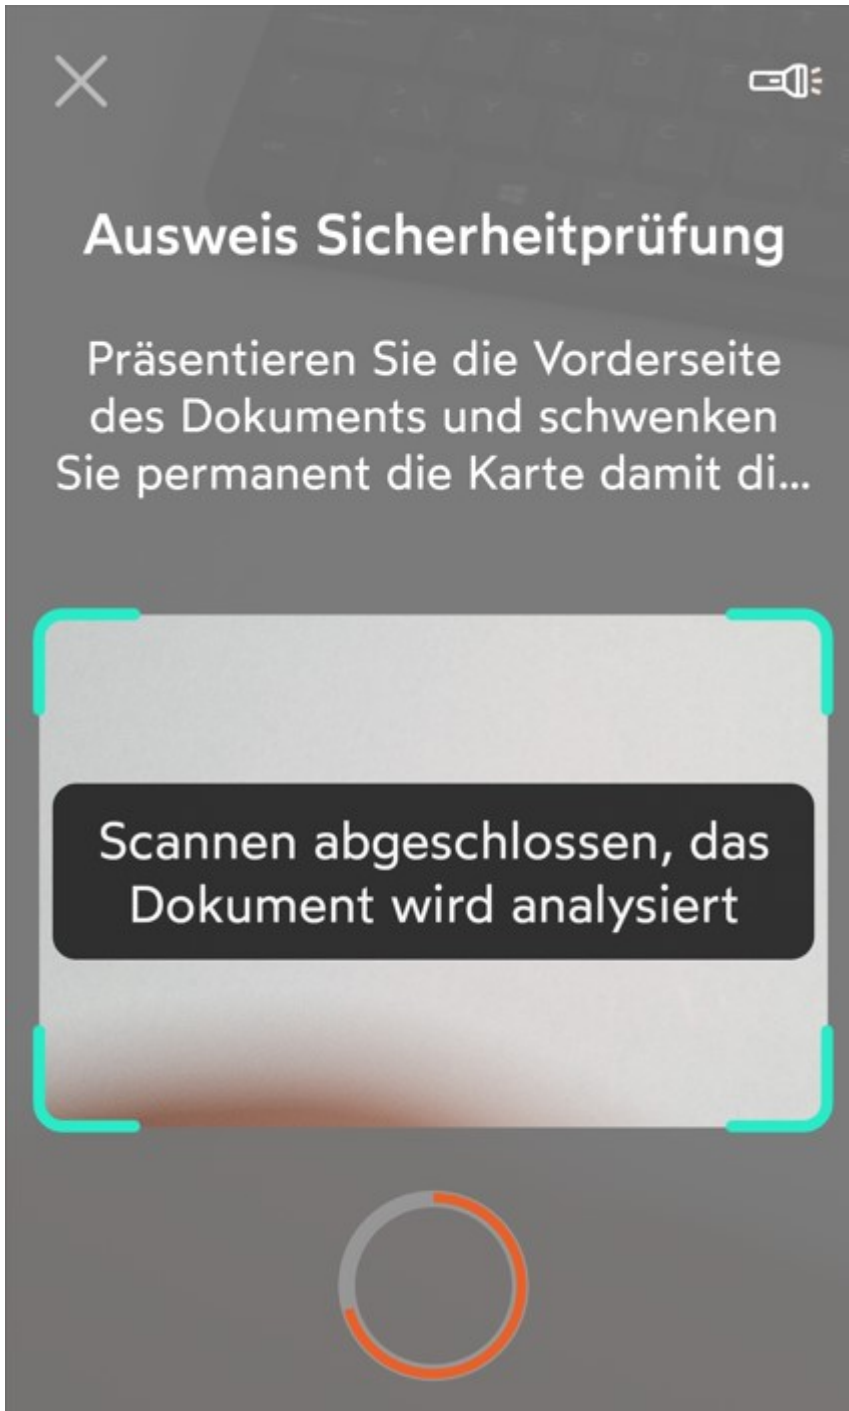 Ausweis Sicherheitprüfung
Präsentieren Sie die Vorderseite
des Dokuments und schwenken
Sie permanent die Karte damit di...
Scannen abgeschlossen, das
Dokument wird analysiert